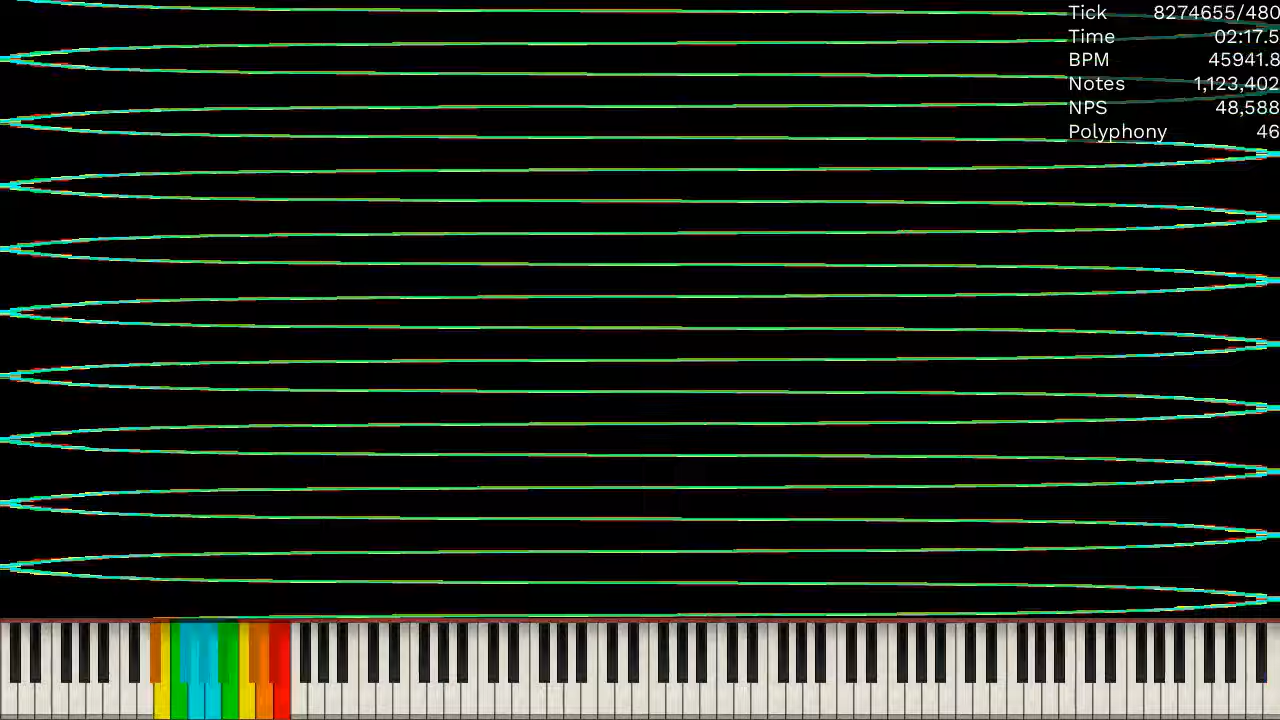 Tick 8274655/480
Time 02:17.5
BPM 45941.8
Notes 1,123,402
NPS 48,588
Polyphony 46